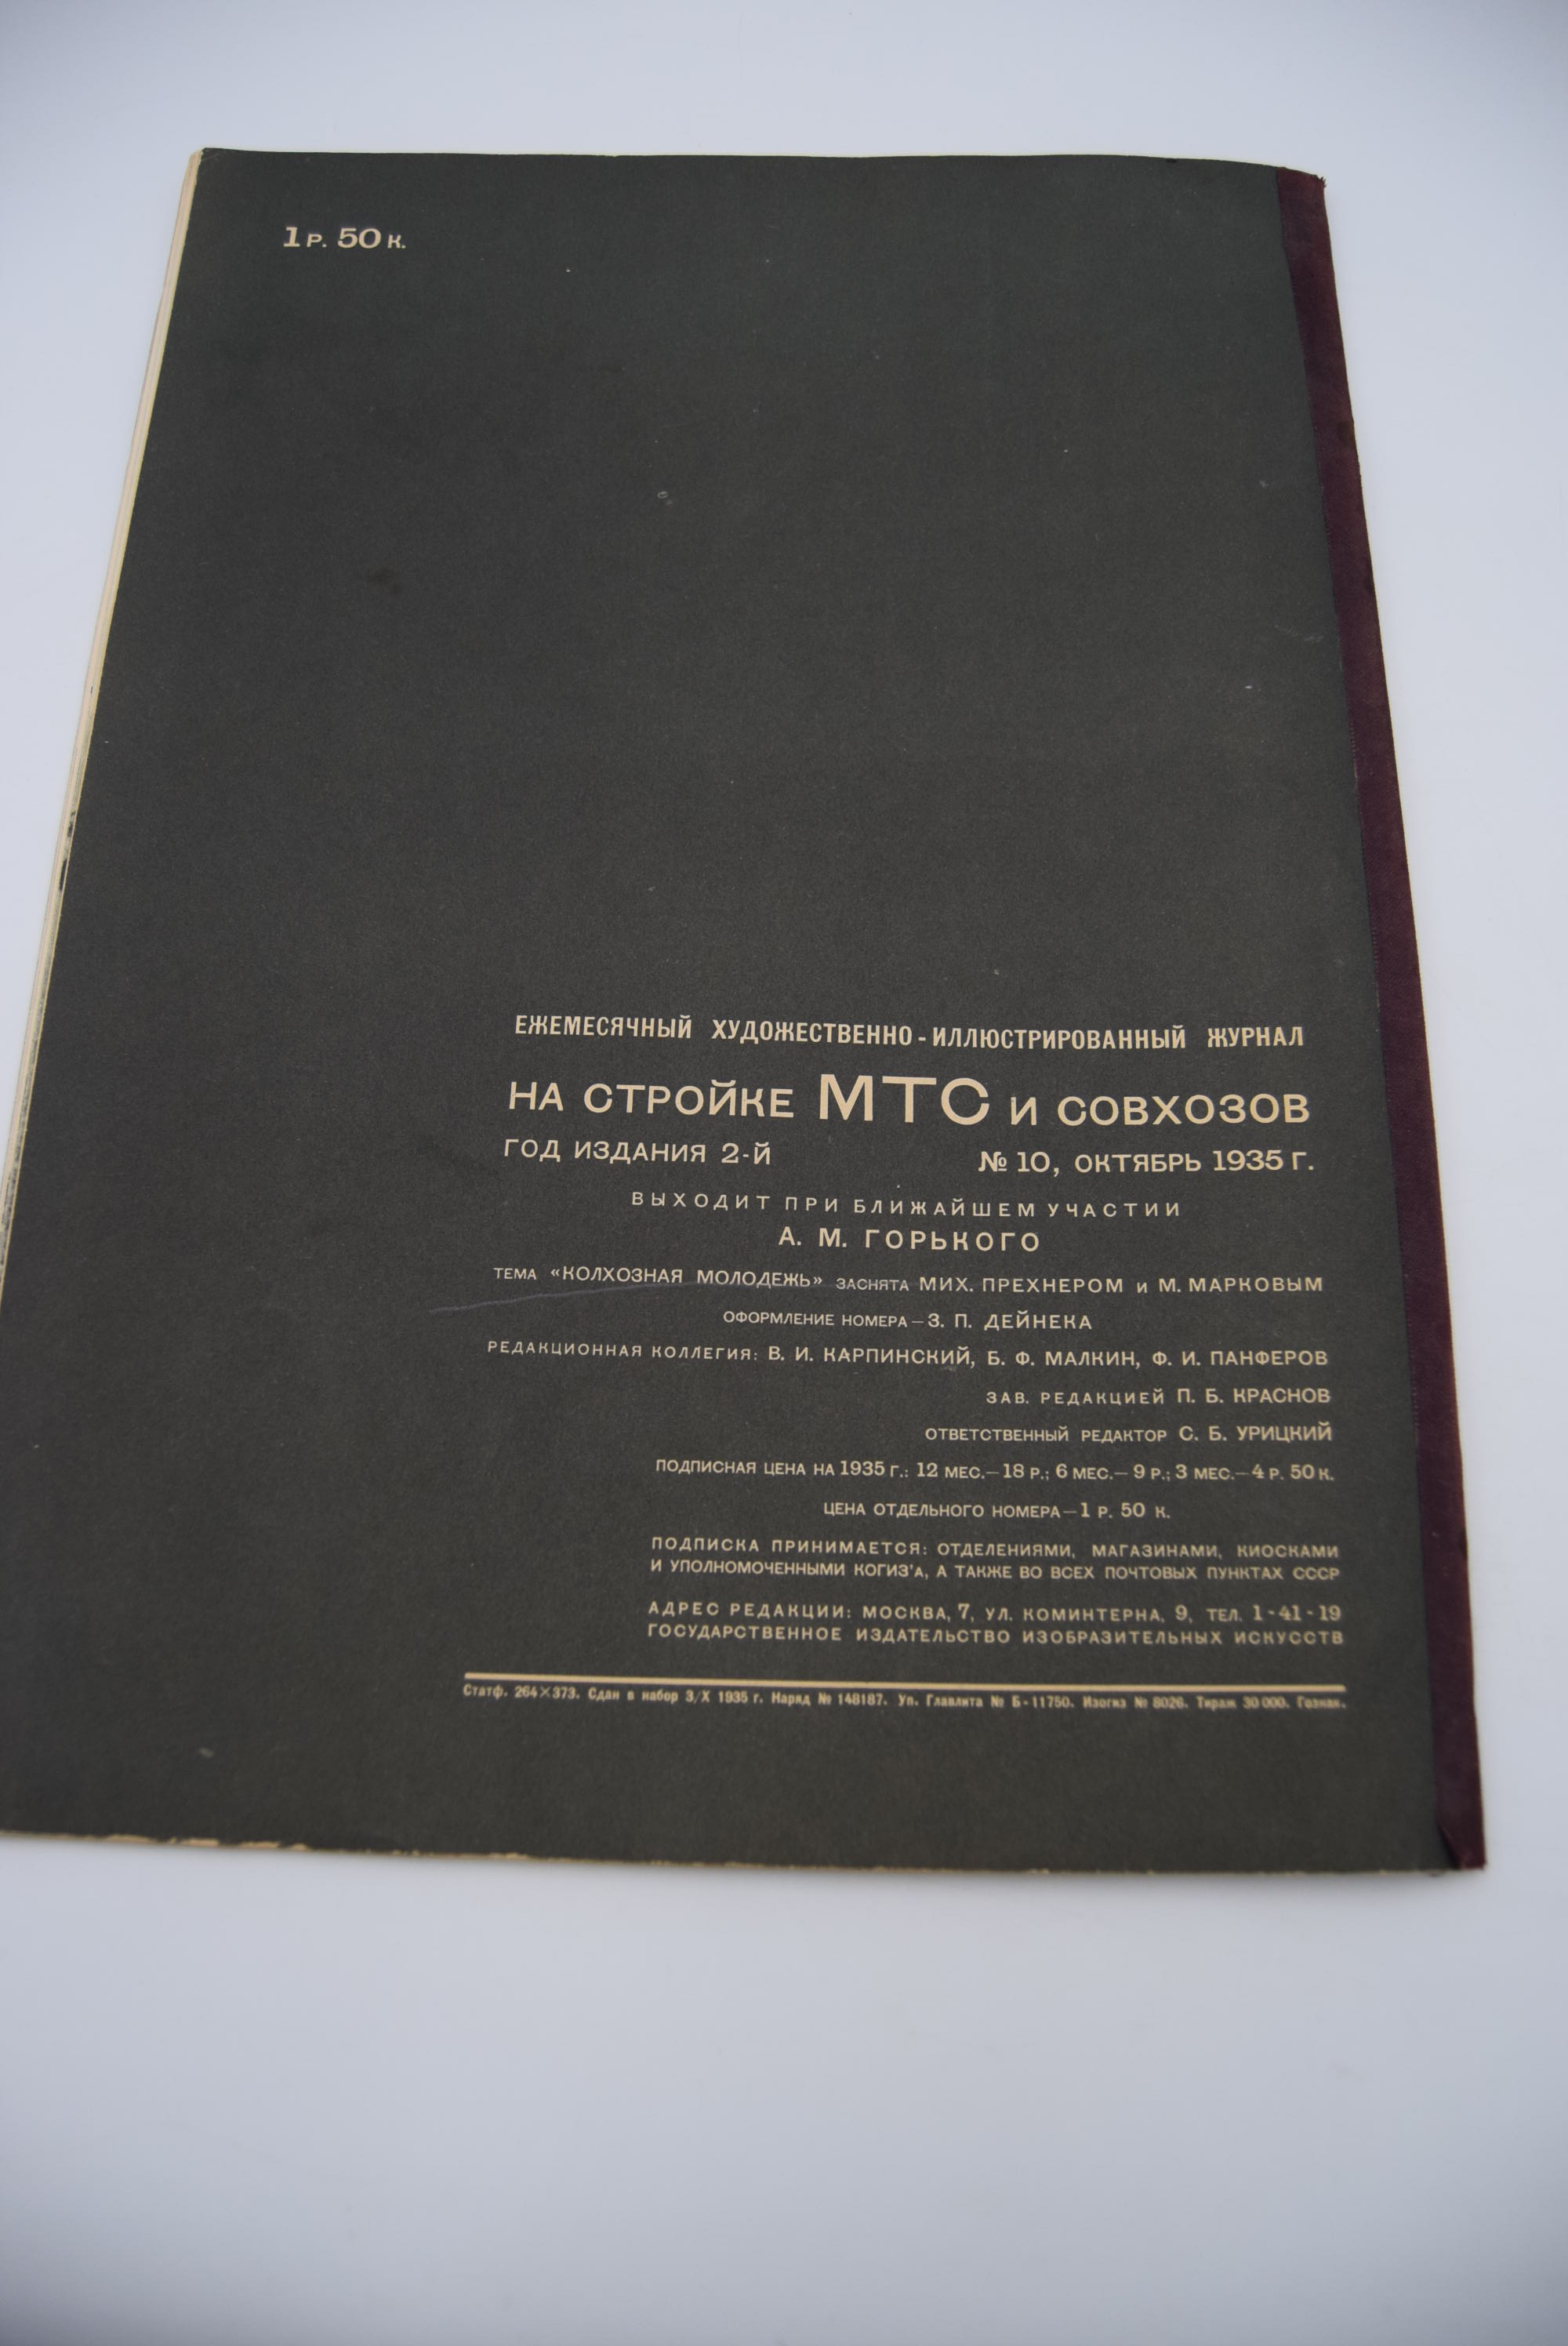 1 Р. 50 К.
ЕЖЕМЕСЯЧНЫЙ ХУДОЖЕСТВЕННО-ИЛЛЮСТРИРОВАННЫЙ ЖУРНАЛ
НА СТРОЙКЕ МТС И СОВХОЗОВ
ГОД ИЗДАНИЯ 2-Й № 10, ОКТЯБРЬ 1935 Г.
ВЫХОДИТ ПРИ БЛИЖАЙШЕМ УЧАСТИИ
А. М. ГОРЬКОГО
ТЕМА «КОЛХОЗНАЯ МОЛОДЕЖЬ» ЗАСНЯТА МИХ. ПРЕХНЕРОМ И М. МАРКОВЫМ
ОФОРМЛЕНИЕ НОМЕРА—З. П. ДЕЙНЕКА
РЕДАКЦИОННАЯ КОЛЛЕГИЯ: В. И. КАРПИНСКИЙ, Б. Ф. МАЛКИН, Ф. И. ПАНФЕРОВ
ЗАВ. РЕДАКЦИЕЙ П. Б. КРАСНОВ
ОТВЕТСТВЕННЫЙ РЕДАКТОР С. Б. УРИЦКИЙ
ПОДПИСНАЯ ЦЕНА НА 1935 Г.: 12 МЕС.—18 Р.; 6 МЕС.—9 Р.; 3 МЕС.—4 Р. 50 К.
ЦЕНА ОТДЕЛЬНОГО НОМЕРА—1 Р. 50 К.
ПОДПИСКА ПРИНИМАЕТСЯ: ОТДЕЛЕНИЯМИ, МАГАЗИНАМИ, КИОСКАМИ
И УПОЛНОМОЧЕННЫМИ КОГИЗ'А, А ТАКЖЕ ВО ВСЕХ ПОЧТОВЫХ ПУНКТАХ СССР
АДРЕС РЕДАКЦИИ: МОСКВА, 7, УЛ. КОМИНТЕРНА, 9, ТЕЛ. 1-41-19
ГОСУДАРСТВЕННОЕ ИЗДАТЕЛЬСТВО ИЗОБРАЗИТЕЛЬНЫХ ИСКУССТВ
Статф. 264×373. Сдан в набор 3/X 1935 г. Наряд № 148187. Уп. Главлита № Б-11750. Изогиз № 8026. Тираж 30 000. Гознак.